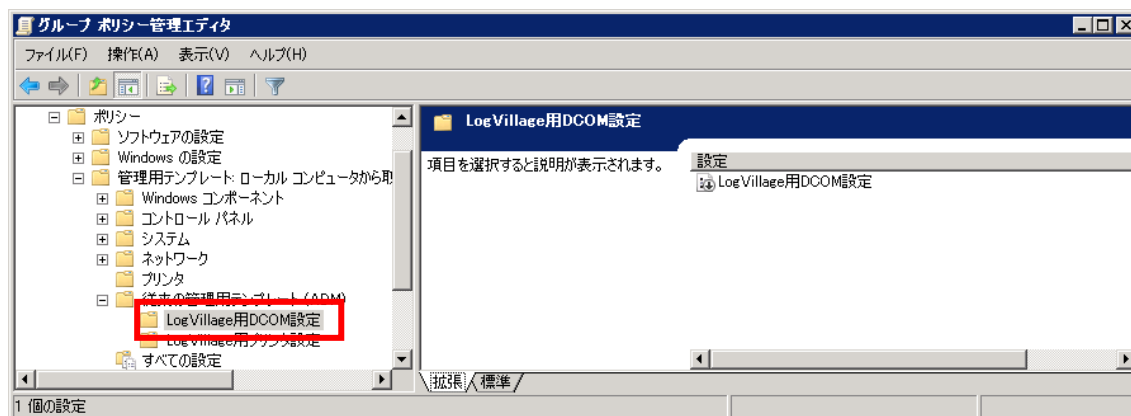 グループ ポリシー管理エディタ
ファイル(F) 操作(A) 表示(V) ヘルプ(H)
ポリシー
ソフトウェアの設定
Windows の設定
管理用テンプレート: ローカル コンピュータから取
Windows コンポーネント
コントロール パネル
システム
ネットワーク
プリンタ
従来の管理用テンプレート (ADM)
LogVillage用DCOM設定
LogVillage用プリンタ設定
すべての設定
LogVillage用DCOM設定
項目を選択すると説明が表示されます。
設定
LogVillage用DCOM設定
拡張 標準
1 個の設定